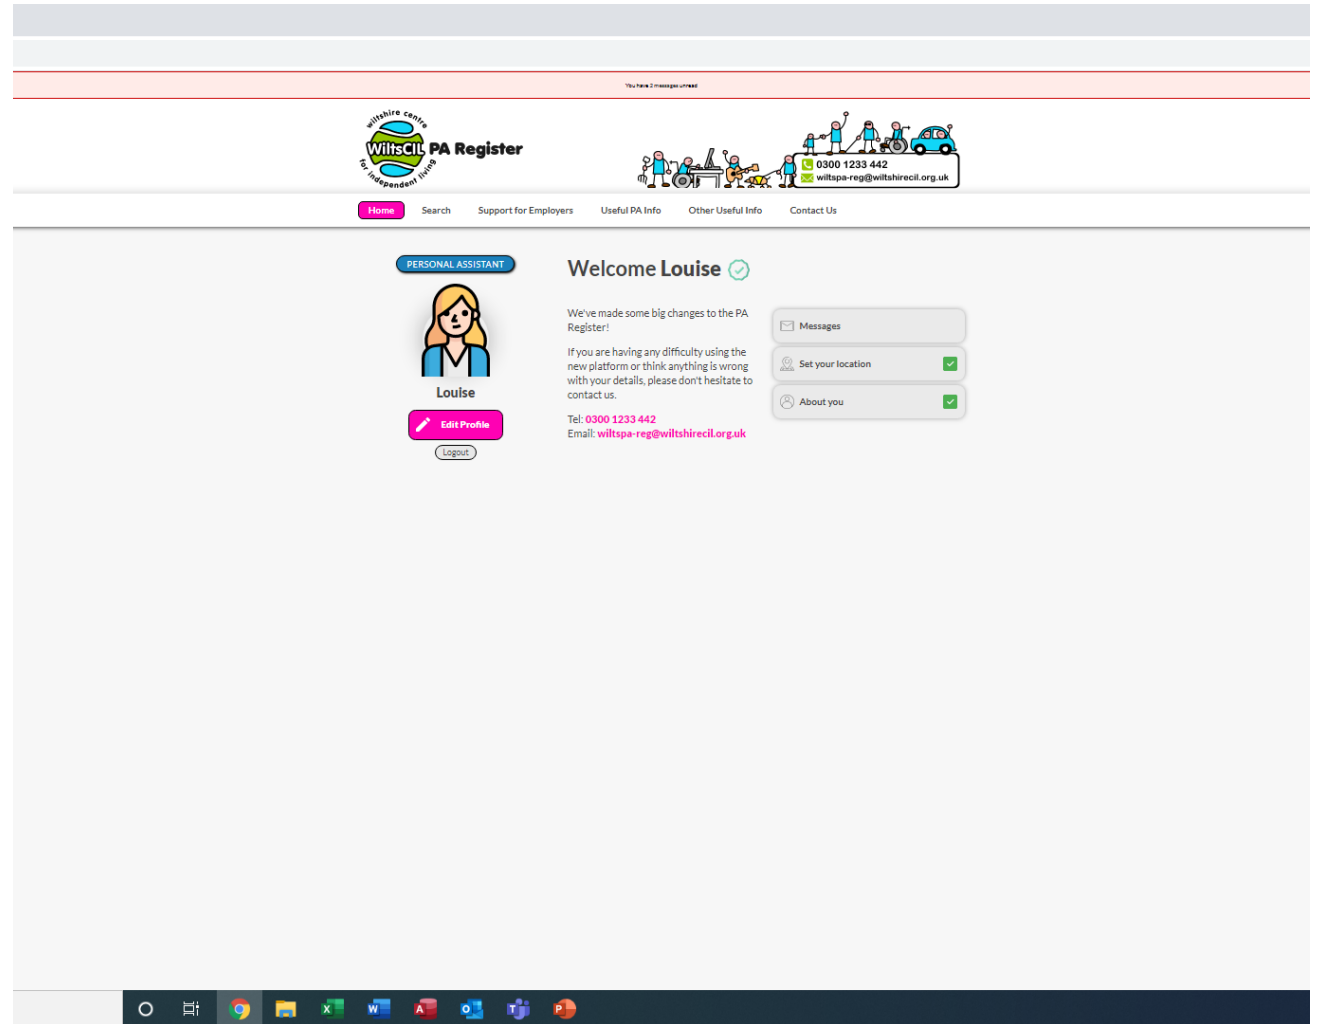 You have 2 messages unread
wiltshire centre
WiltsCIL PA Register
for independent living
0300 1233 442
wiltspa-reg@wiltshirecil.org.uk
Home Search Support for Employers Useful PA Info Other Useful Info Contact Us
PERSONAL ASSISTANT
Louise
Edit Profile
Logout
Welcome Louise
We've made some big changes to the PA
Register!
If you are having any difficulty using the
new platform or think anything is wrong
with your details, please don't hesitate to
contact us.
Tel: 0300 1233 442
Email: wiltspa-reg@wiltshirecil.org.uk
Messages
Set your location
About you